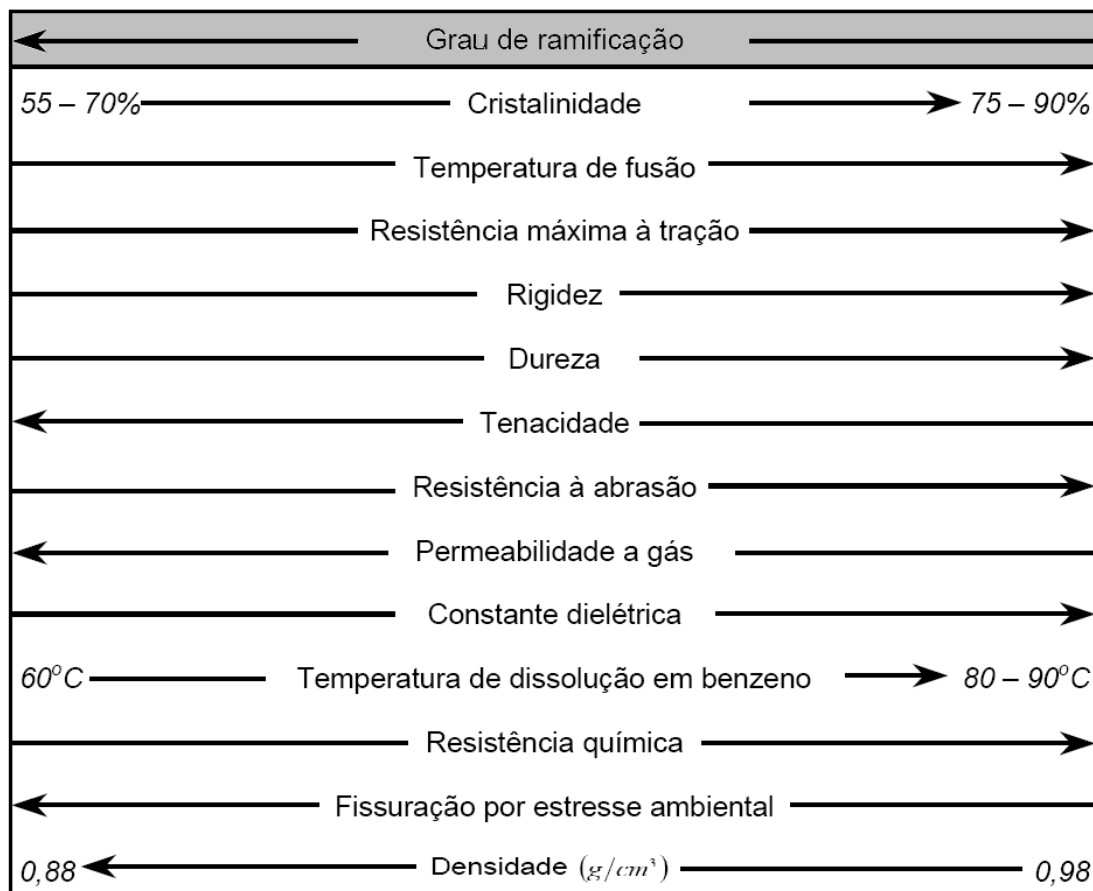 Grau de ramificação
55 – 70% Cristalinidade 75 – 90%
Temperatura de fusão
Resistência máxima à tração
Rigidez
Dureza
Tenacidade
Resistência à abrasão
Permeabilidade a gás
Constante dielétrica
60°C Temperatura de dissolução em benzeno 80 – 90°C
Resistência química
Fissuração por estresse ambiental
0,88 Densidade (g/cm³) 0,98